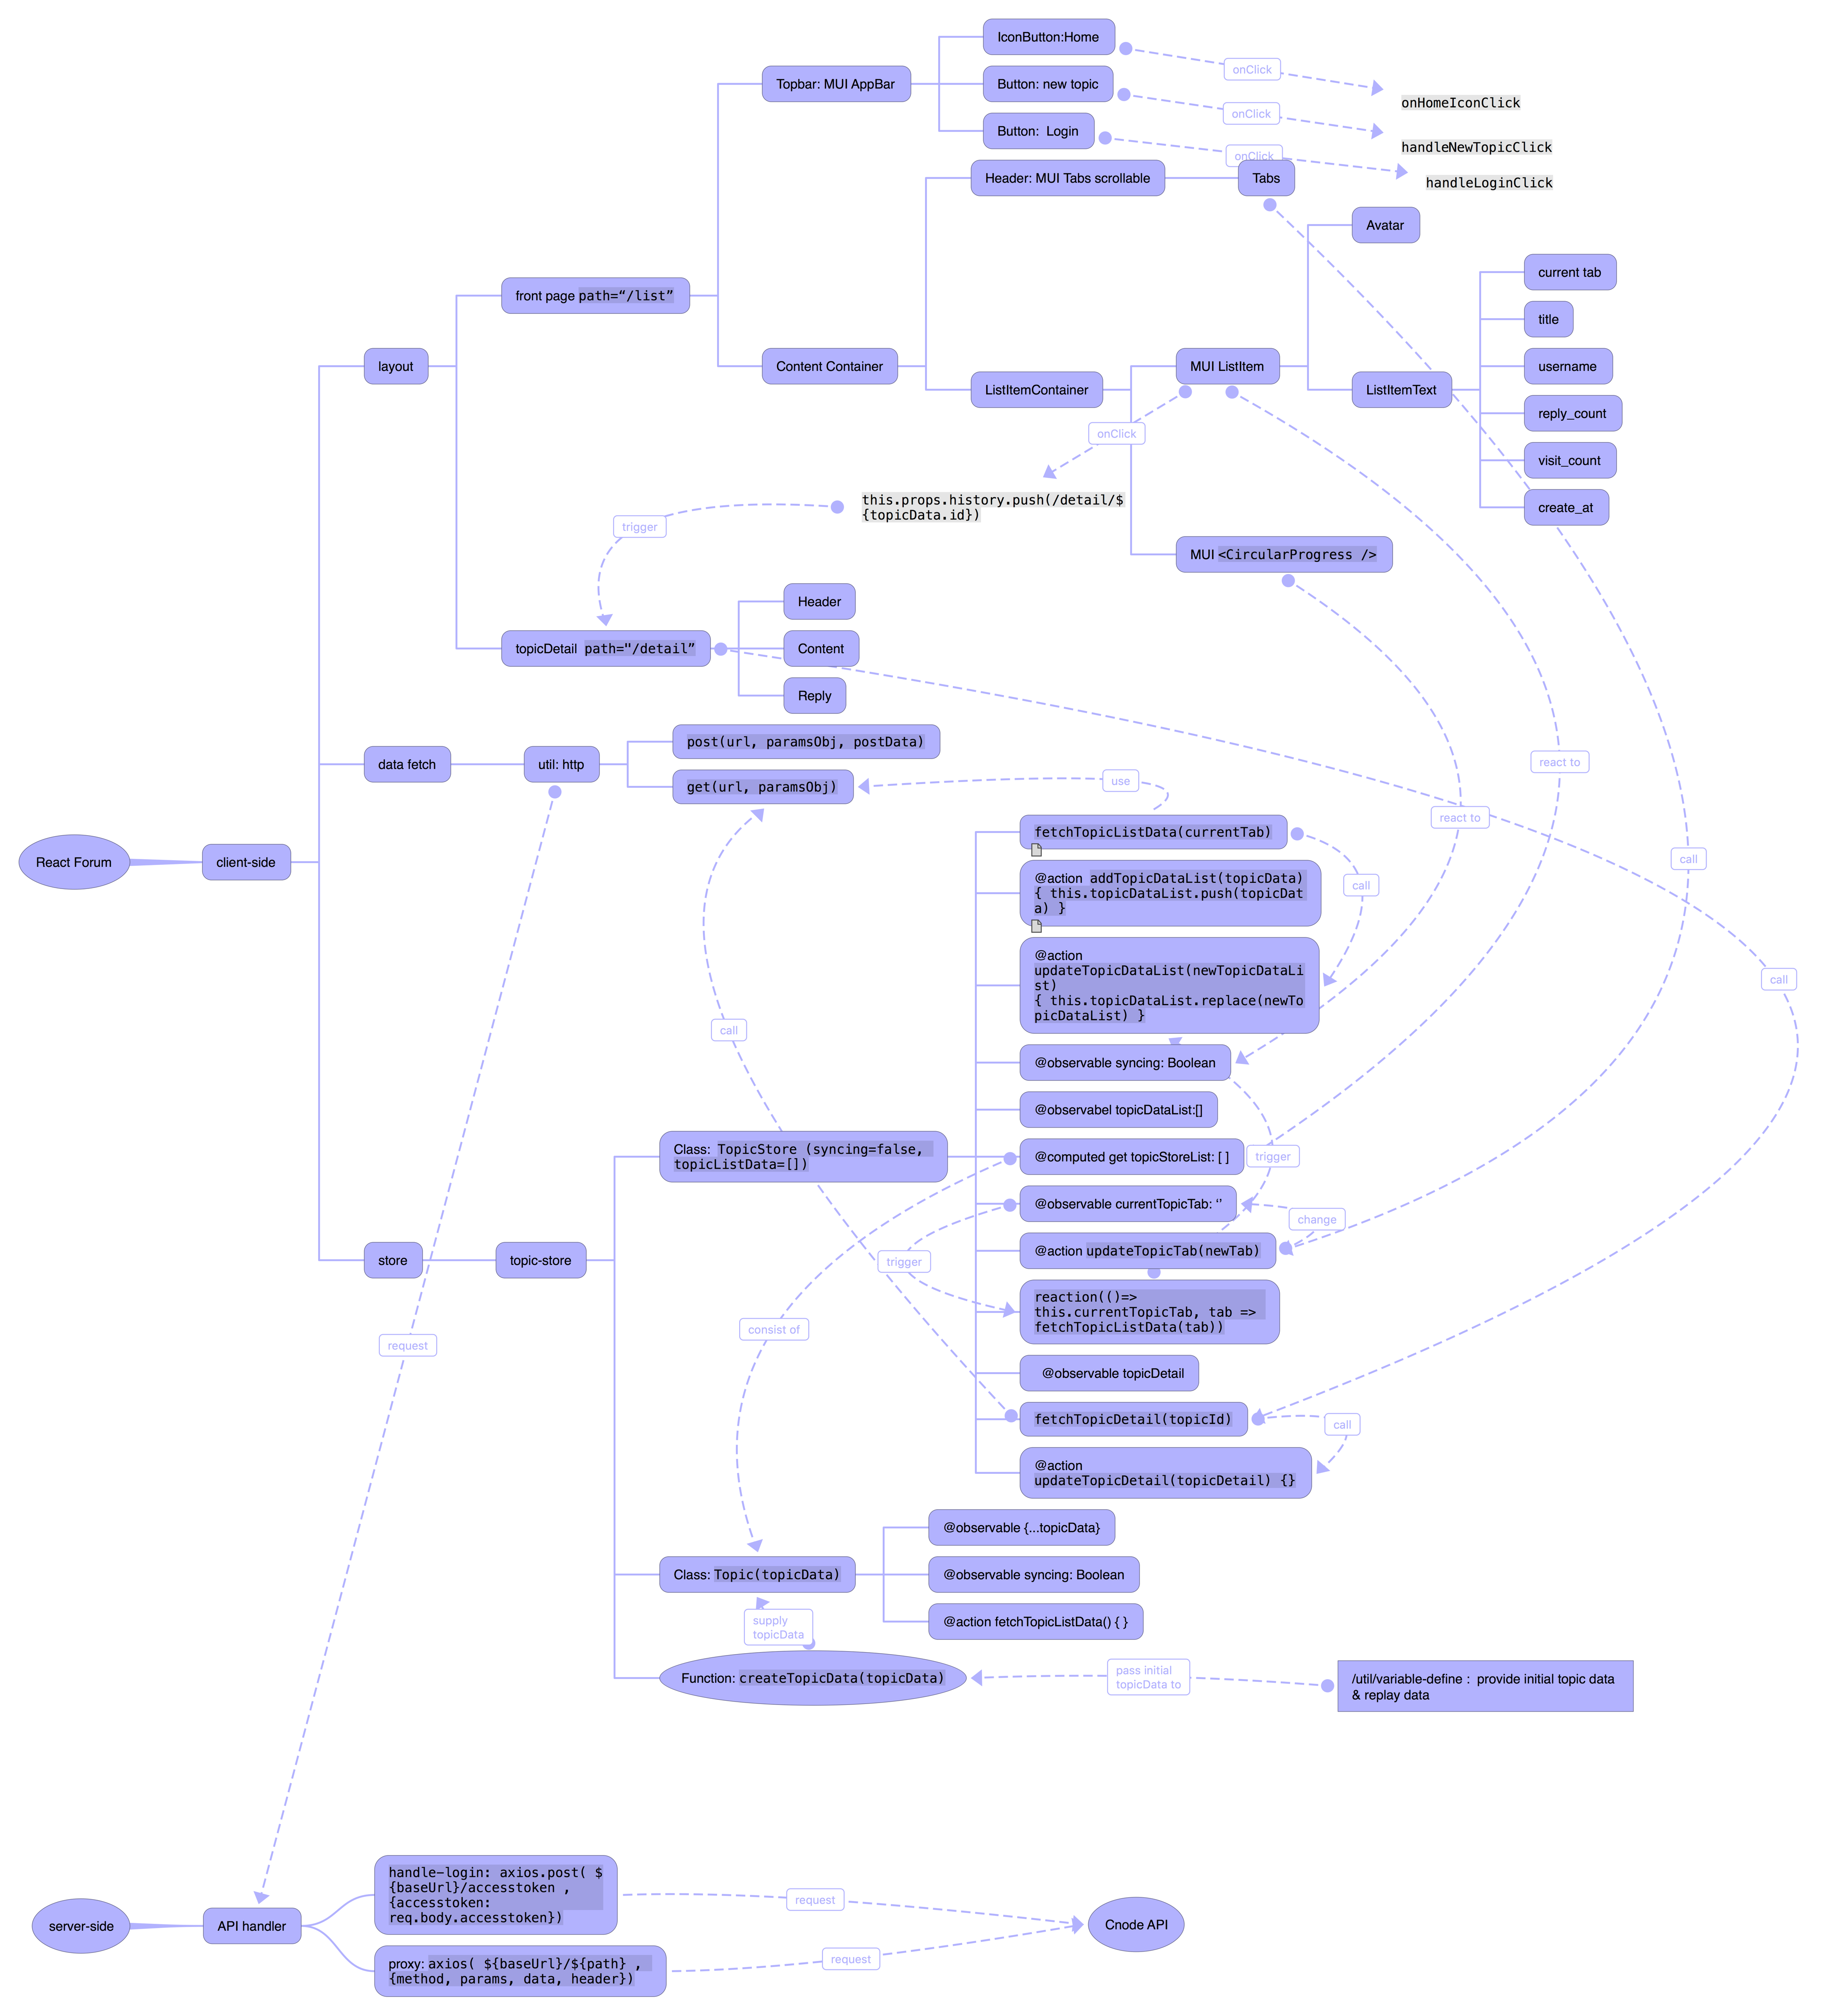 IconButton:Home
onClick
onHomeIconClick
Topbar: MUI AppBar
Button: new topic
onClick
handleNewTopicClick
Button:  Login
onClick
handleLoginClick
Header: MUI Tabs scrollable
Tabs
Avatar
current tab
front page path=“/list”
title
layout
Content Container
MUI ListItem
username
ListItemContainer
ListItemText
reply_count
onClick
visit_count
this.props.history.push(/detail/$
{topicData.id})
create_at
trigger
MUI <CircularProgress />
Header
topicDetail  path="/detail”
Content
Reply
post(url, paramsObj, postData)
data fetch
util: http
react to
get(url, paramsObj)
use
react to
fetchTopicListData(currentTab)
React Forum
client-side
call
@action  addTopicDataList(topicData)
{ this.topicDataList.push(topicDat
a) }
call
@action
updateTopicDataList(newTopicDataLi
st)
{ this.topicDataList.replace(newTo
picDataList) }
call
call
@observable syncing: Boolean
@observabel topicDataList:[]
Class:  TopicStore (syncing=false,
topicListData=[])
@computed get topicStoreList: [ ]
trigger
@observable currentTopicTab: ‘’
change
store
topic-store
trigger
@action updateTopicTab(newTab)
reaction(()=>
this.currentTopicTab, tab =>
fetchTopicListData(tab))
consist of
request
@observable topicDetail
fetchTopicDetail(topicId)
call
@action
updateTopicDetail(topicDetail) {}
@observable {...topicData}
Class: Topic(topicData)
@observable syncing: Boolean
@action fetchTopicListData() { }
supply
topicData
Function: createTopicData(topicData)
pass initial
topicData to
/util/variable-define :  provide initial topic data
& replay data
handle-login: axios.post( $
{baseUrl}/accesstoken ,
{accesstoken:
req.body.accesstoken})
request
server-side
API handler
Cnode API
proxy: axios( ${baseUrl}/${path} ,
{method, params, data, header})
request